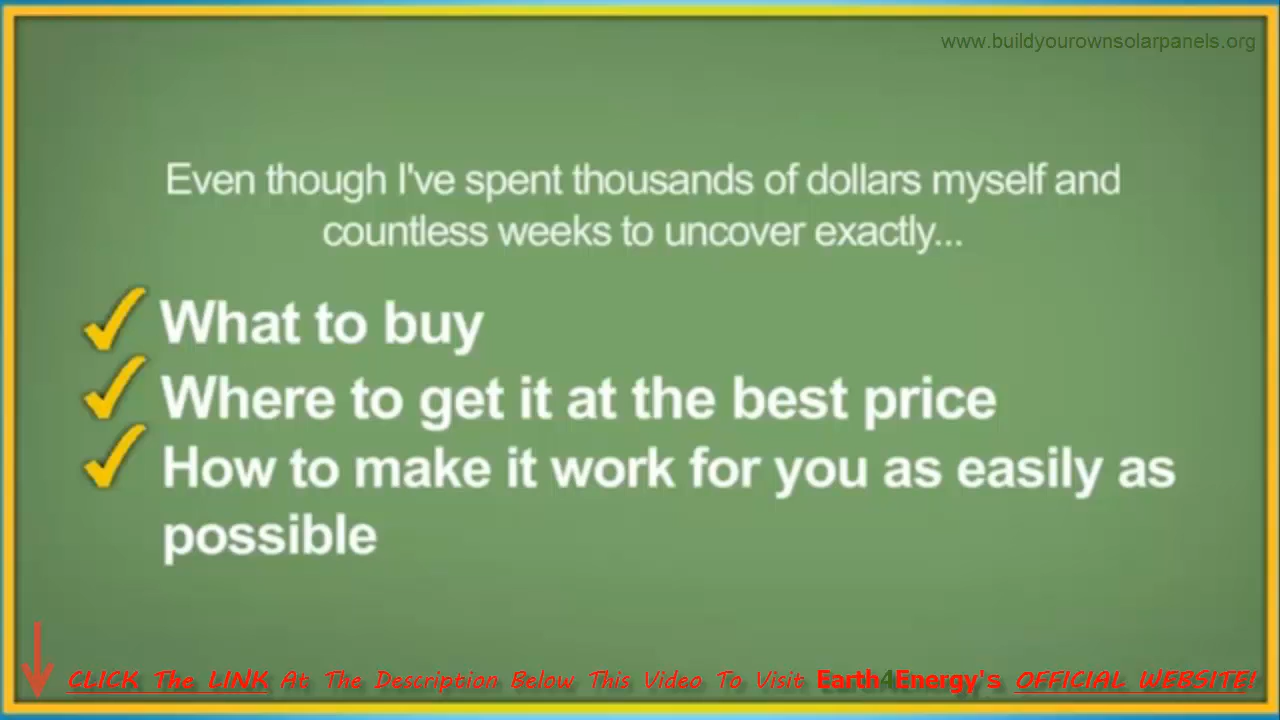 www.buildyourownsolarpanels.org
Even though I've spent thousands of dollars myself and
countless weeks to uncover exactly...
What to buy
Where to get it at the best price
How to make it work for you as easily as
possible
CLICK The LINK At The Description Below This Video To Visit Earth4Energy's OFFICIAL WEBSITE!